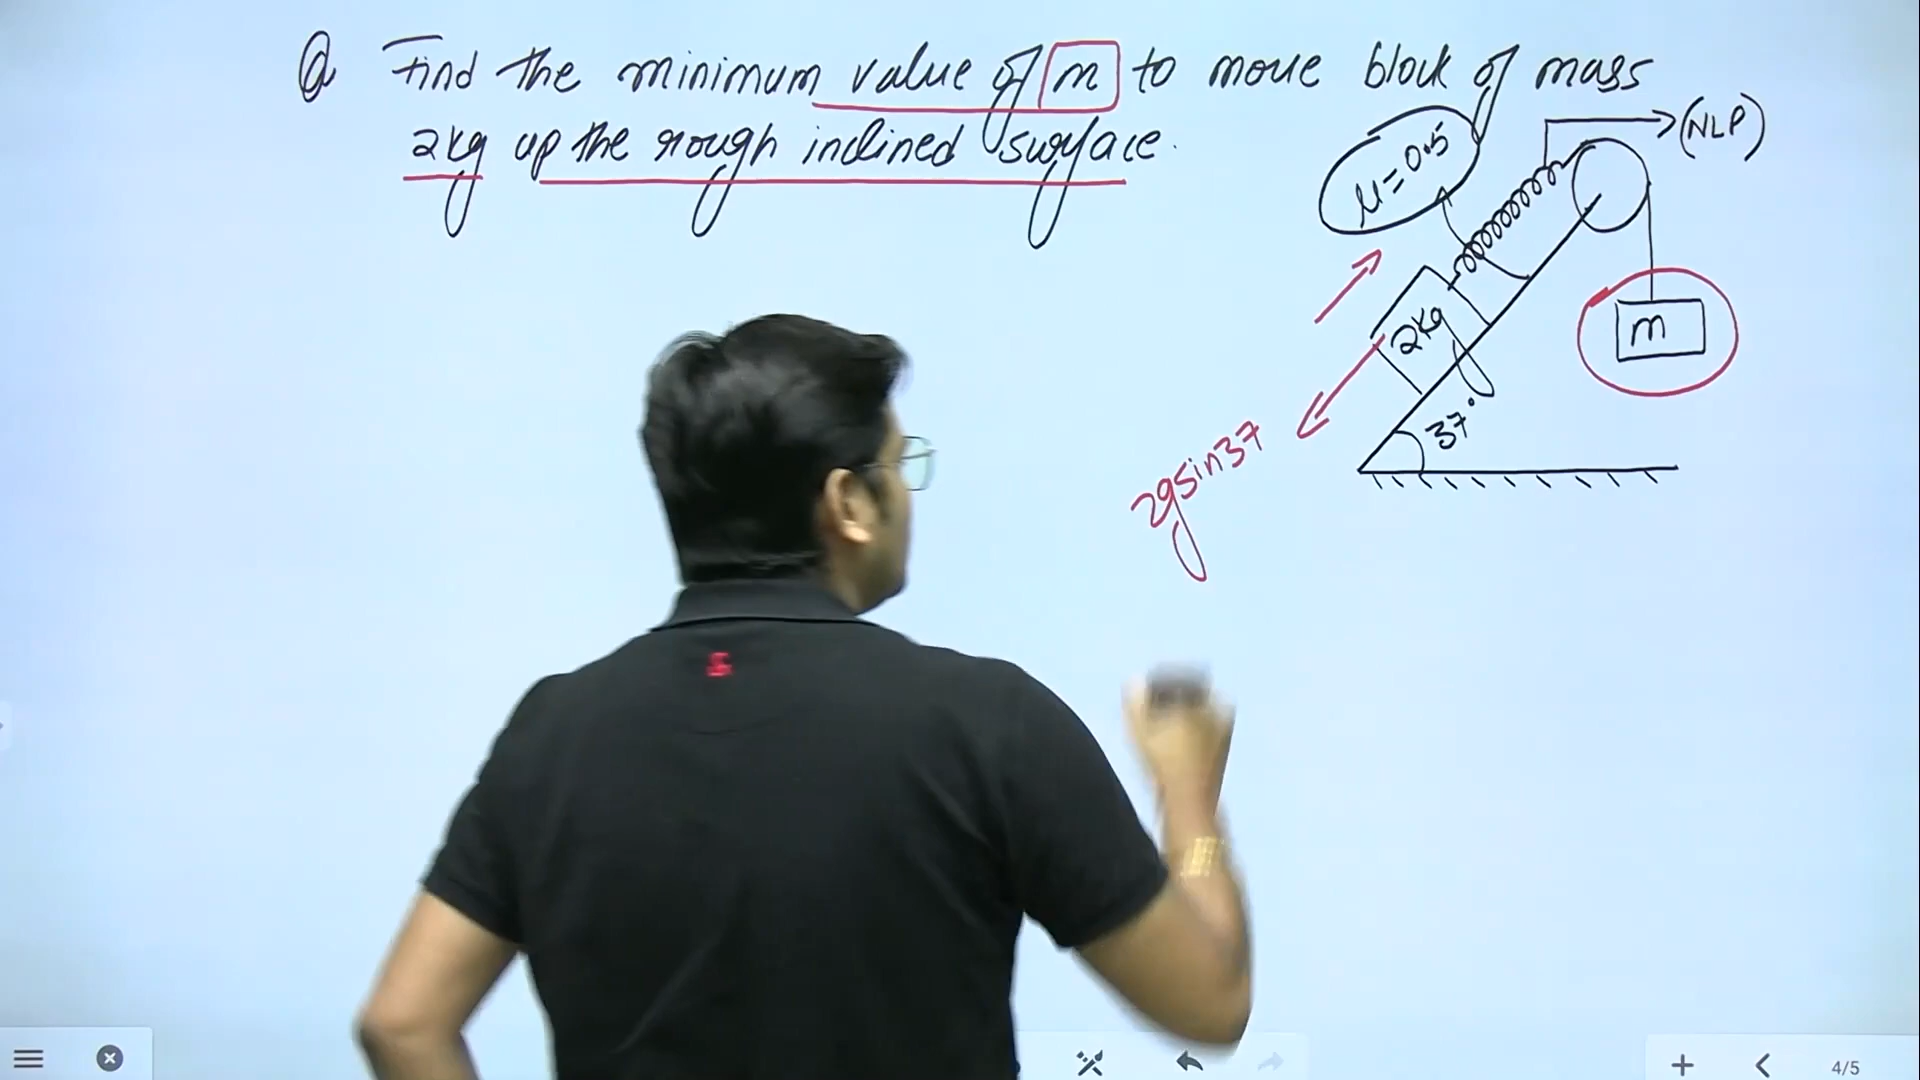 Q Find the minimum value of m to move block of mass
2kg up the rough inclined surface.
→(NLP)
μ=0.5
2kg
m
37°
2gsin37
4/5